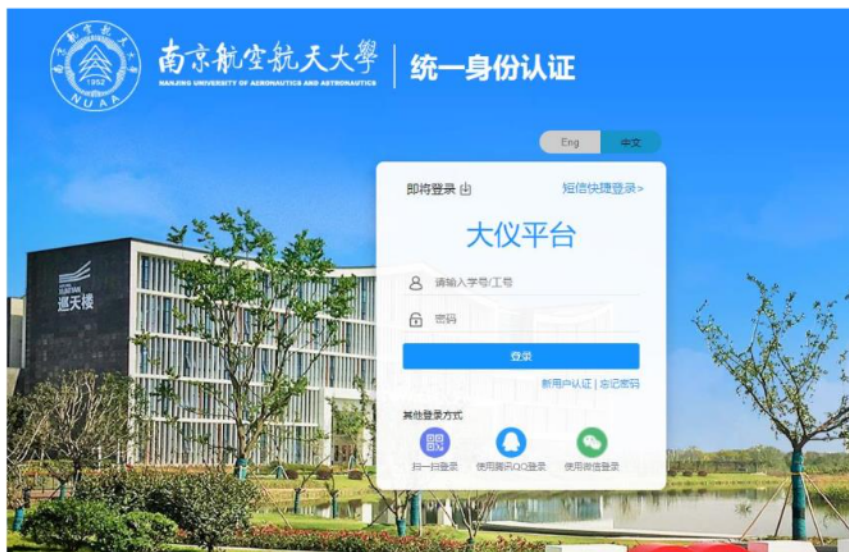 南京航空航天大學
NANJING UNIVERSITY OF AERONAUTICS AND ASTRONAUTICS
统一身份认证
1952
NUAA
Eng 中文
即将登录 短信快捷登录>
大仪平台
请输入学号/工号
密码
登录
新用户认证 | 忘记密码
其他登录方式
扫一扫登录 使用腾讯QQ登录 使用微信登录
巡天楼